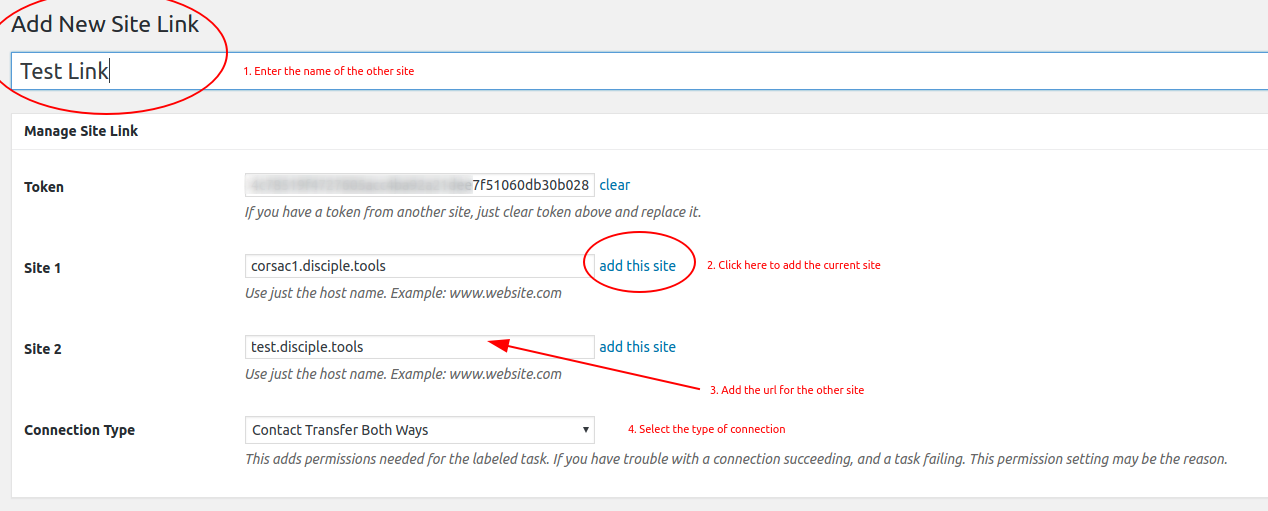 Add New Site Link
Test Link 1. Enter the name of the other site
Manage Site Link
Token 7f51060db30b028 clear
If you have a token from another site, just clear token above and replace it.
Site 1 corsac1.disciple.tools add this site 2. Click here to add the current site
Use just the host name. Example: www.website.com
Site 2 test.disciple.tools add this site
Use just the host name. Example: www.website.com
3. Add the url for the other site
Connection Type Contact Transfer Both Ways 4. Select the type of connection
This adds permissions needed for the labeled task. If you have trouble with a connection succeeding, and a task failing. This permission setting may be the reason.